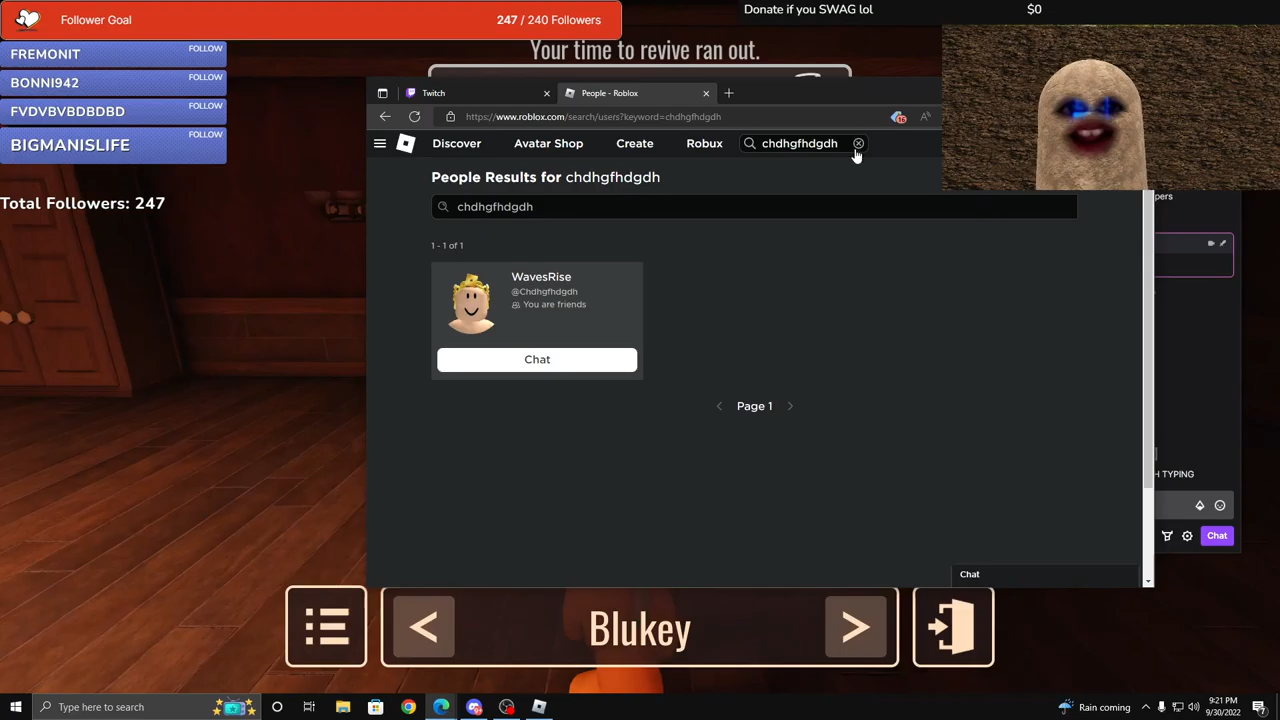 Follower Goal
247 / 240 Followers
Donate if you SWAG lol
$0
FREMONIT
FOLLOW
BONNI942
FOLLOW
FVDVBVBDBDBD
FOLLOW
BIGMANISLIFE
FOLLOW
Total Followers: 247
Your time to revive ran out.
Twitch
People - Roblox
https://www.roblox.com/search/users?keyword=chdhgfhdgdh
16
Discover
Avatar Shop
Create
Robux
chdhgfhdgdh
People Results for chdhgfhdgdh
chdhgfhdgdh
1 - 1 of 1
WavesRise
@Chdhgfhdgdh
You are friends
Chat
Page 1
pers
H TYPING
Chat
Chat
< Blukey >
Type here to search
Rain coming
9:21 PM
9/30/2022
7